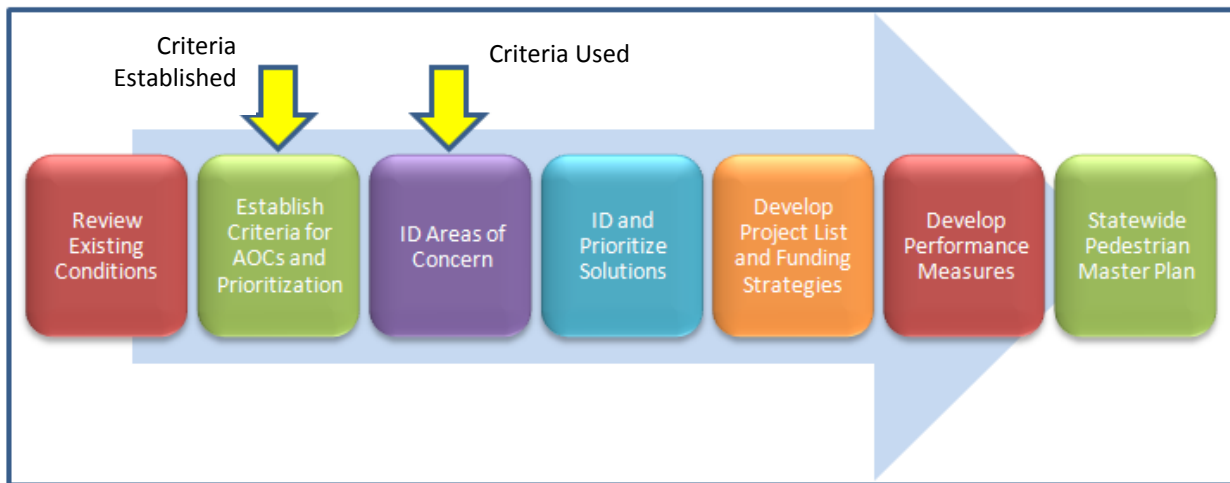 Criteria
Established
Criteria Used
Review
Existing
Conditions
Establish
Criteria for
AOCs and
Prioritization
ID Areas of
Concern
ID and
Prioritize
Solutions
Develop
Project List
and Funding
Strategies
Develop
Performance
Measures
Statewide
Pedestrian
Master Plan